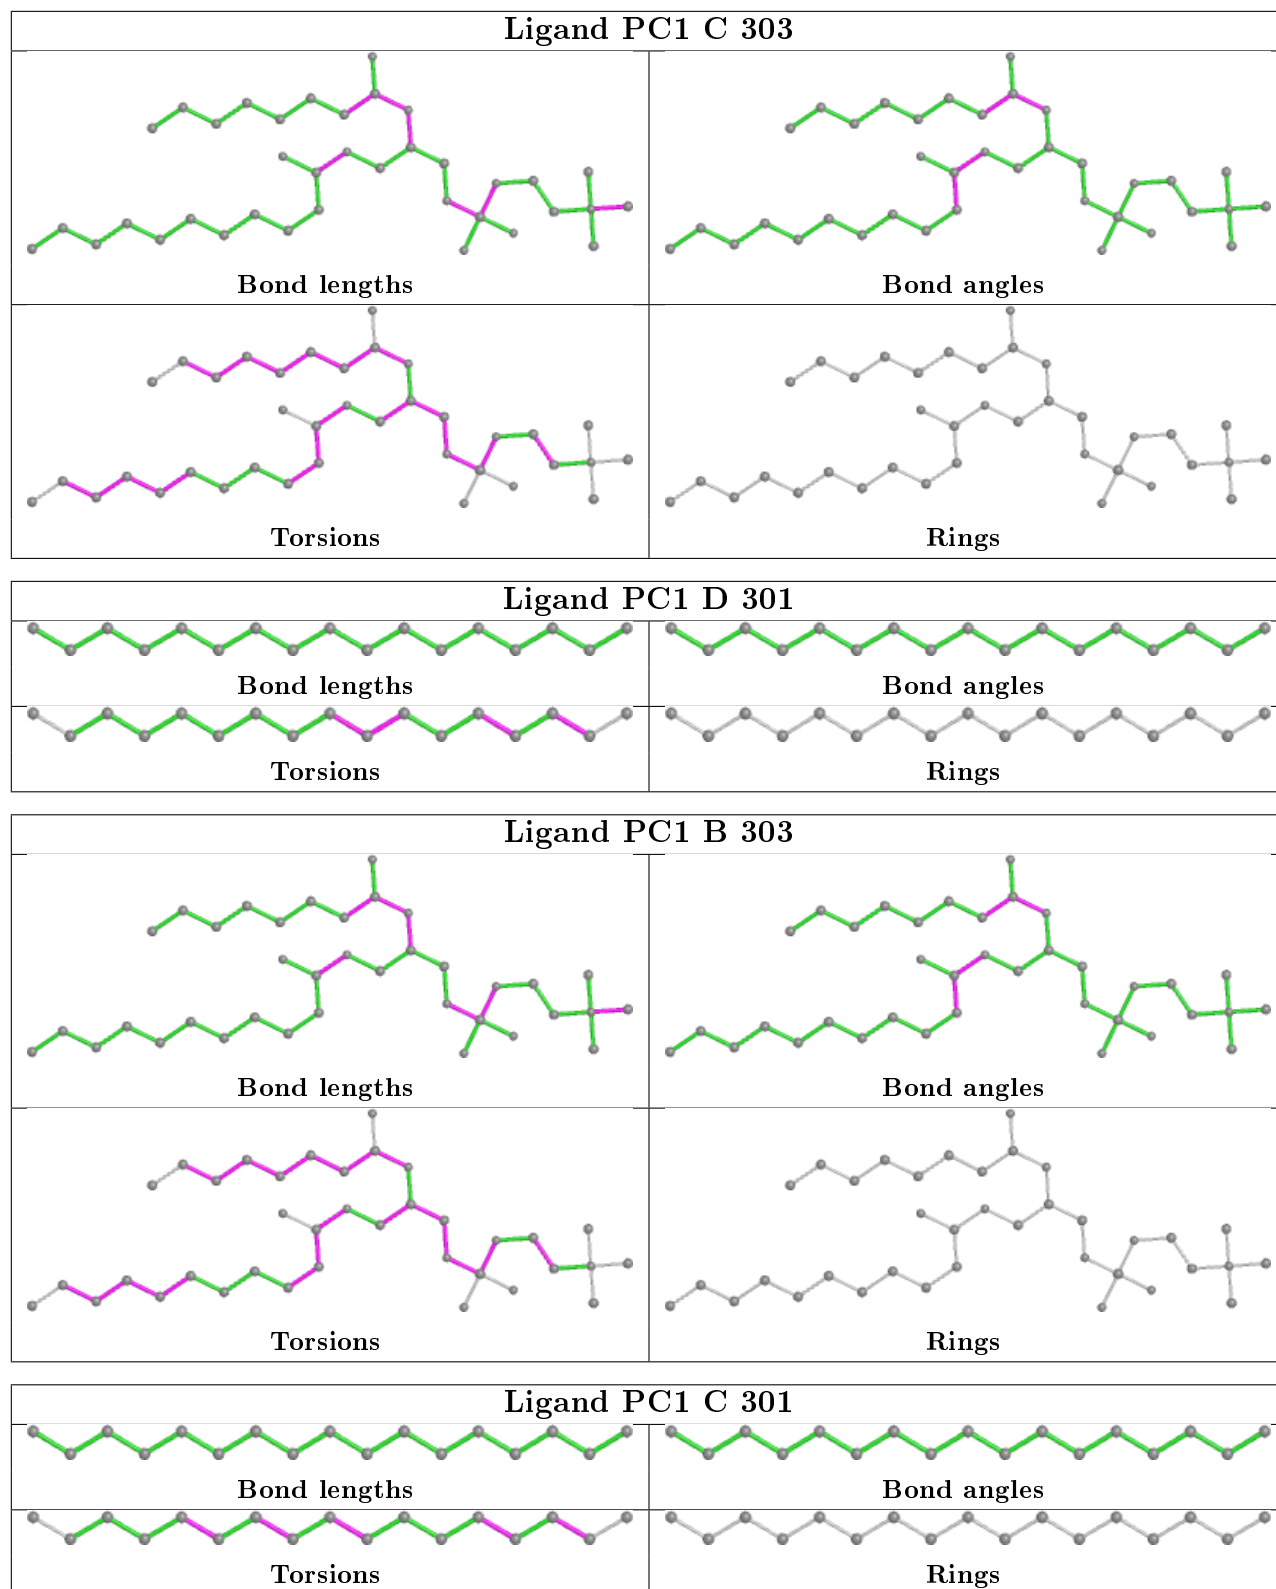 Ligand PC1 C 303
Bond lengths
Bond angles
Torsions
Rings
Ligand PC1 D 301
Bond lengths
Bond angles
Torsions
Rings
Ligand PC1 B 303
Bond lengths
Bond angles
Torsions
Rings
Ligand PC1 C 301
Bond lengths
Bond angles
Torsions
Rings